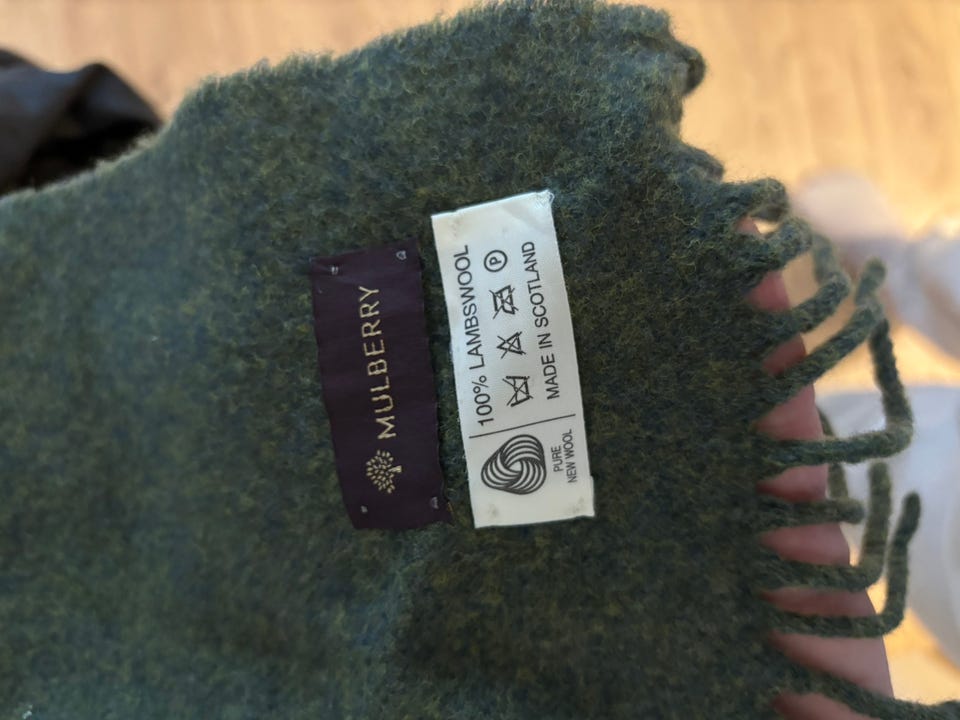 MULBERRY
100% LAMBSWOOL
P
MADE IN SCOTLAND
PURE
NEW WOOL